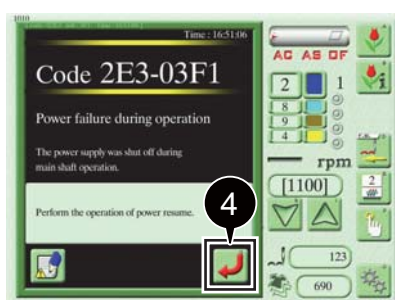 1010
Time : 16:51:06
Code 2E3-03F1
Power failure during operation
The power supply was shut off during
main shaft operation.
Perform the operation of power resume.
4
AC AS OF
2 1
8
9
4
rpm
[1100]
2
123
690